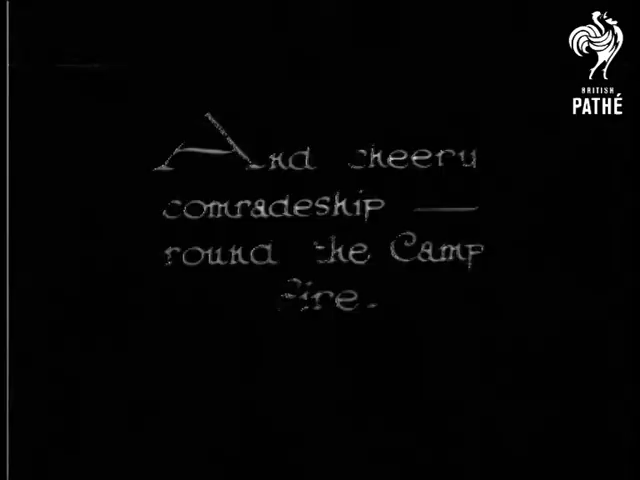 BRITISH
PATHÉ
And cheery
comradeship —
round the Camp
fire.